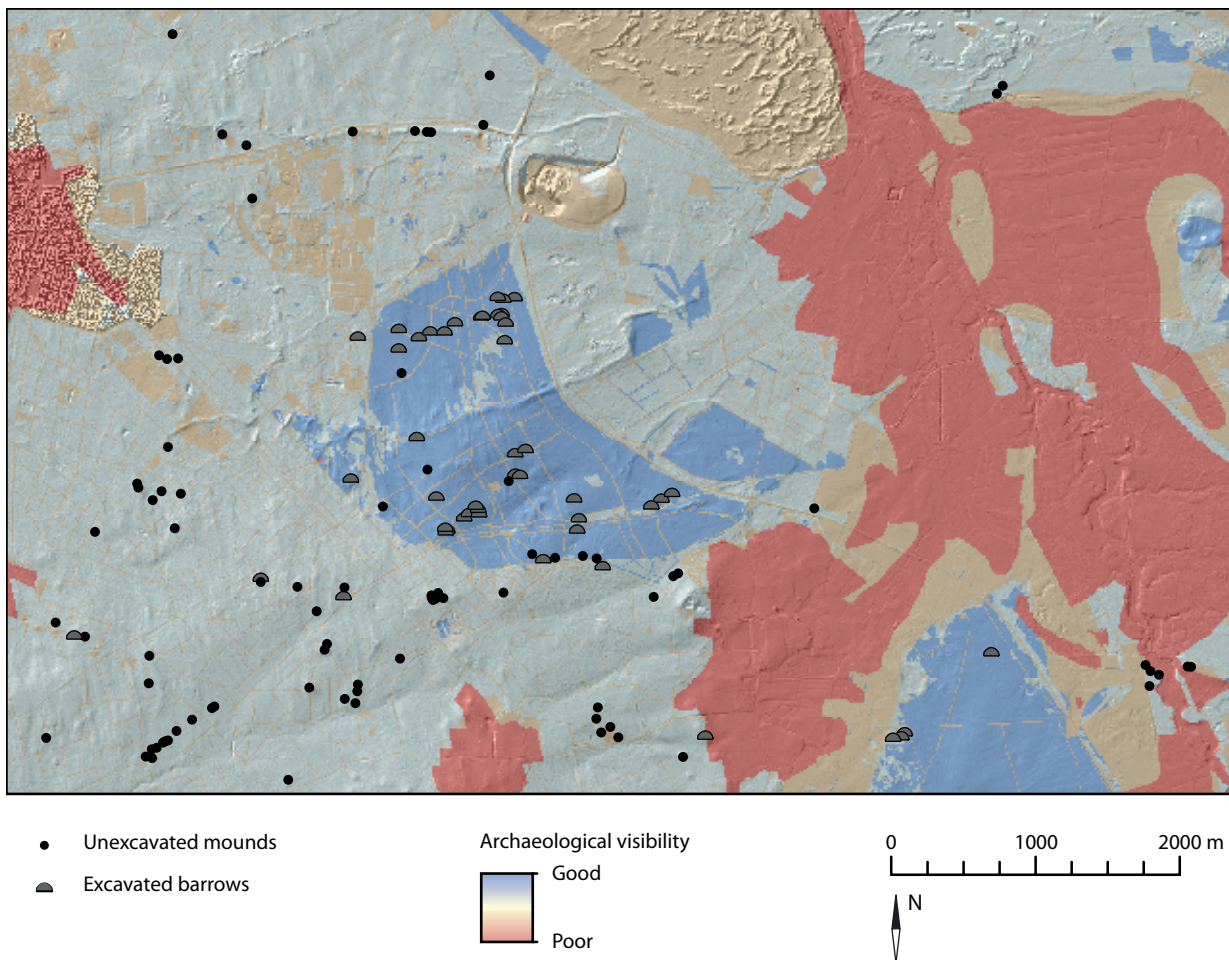 Unexcavated mounds
Excavated barrows
Archaeological visibility
Good
Poor
0 1000 2000 m
N